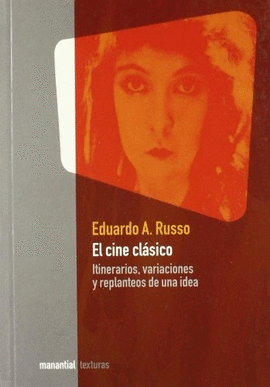 Eduardo A. Russo
El cine clásico
Itinerarios, variaciones
y replanteos de una idea
manantial texturas